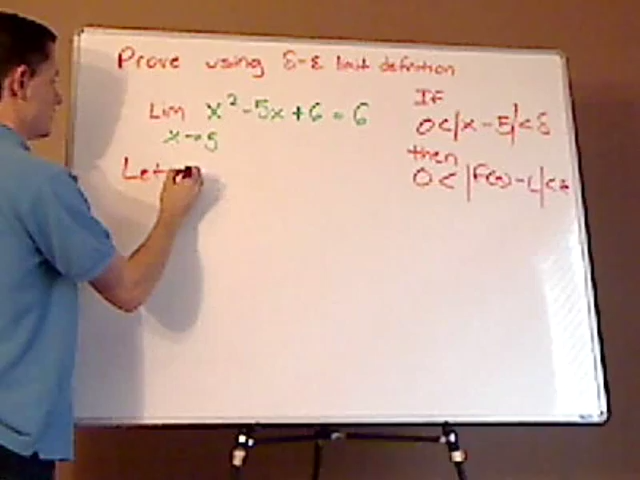 Prove using δ-ε limit definition
Lim x² - 5x + 6 = 6
x→5
Let
If
0<|x - 5|<δ
then
0< |F(x) - L|<ε